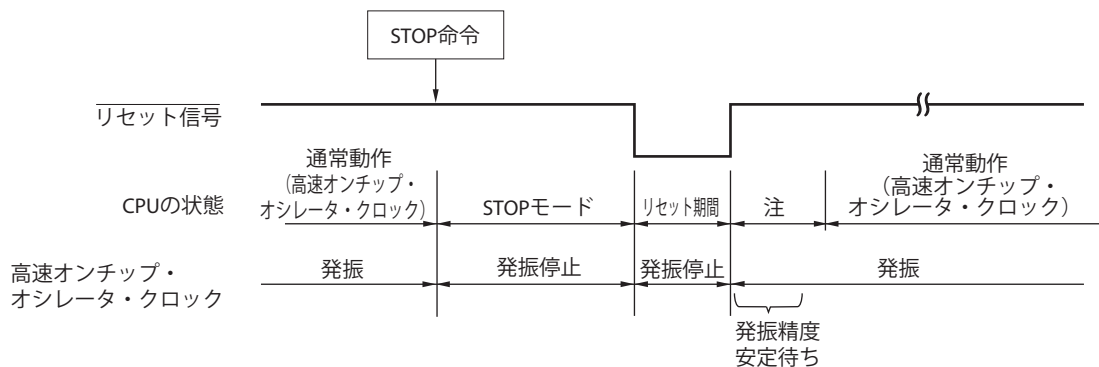 STOP命令
リセット信号
通常動作
(高速オンチップ・
オシレータ・クロック)
通常動作
(高速オンチップ・
オシレータ・クロック)
CPUの状態
STOPモード
リセット期間
注
高速オンチップ・
オシレータ・クロック
発振
発振停止
発振停止
発振
発振精度
安定待ち